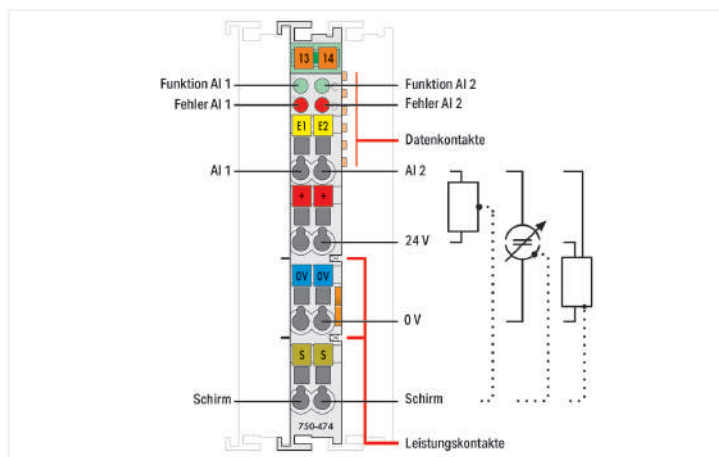 13 14
Funktion AI 1
Funktion AI 2
Fehler AI 1
Fehler AI 2
E1 E2
Datenkontakte
AI 1
AI 2
+ +
24 V
0V 0V
0 V
S S
Schirm
Schirm
750-474
Leistungskontakte